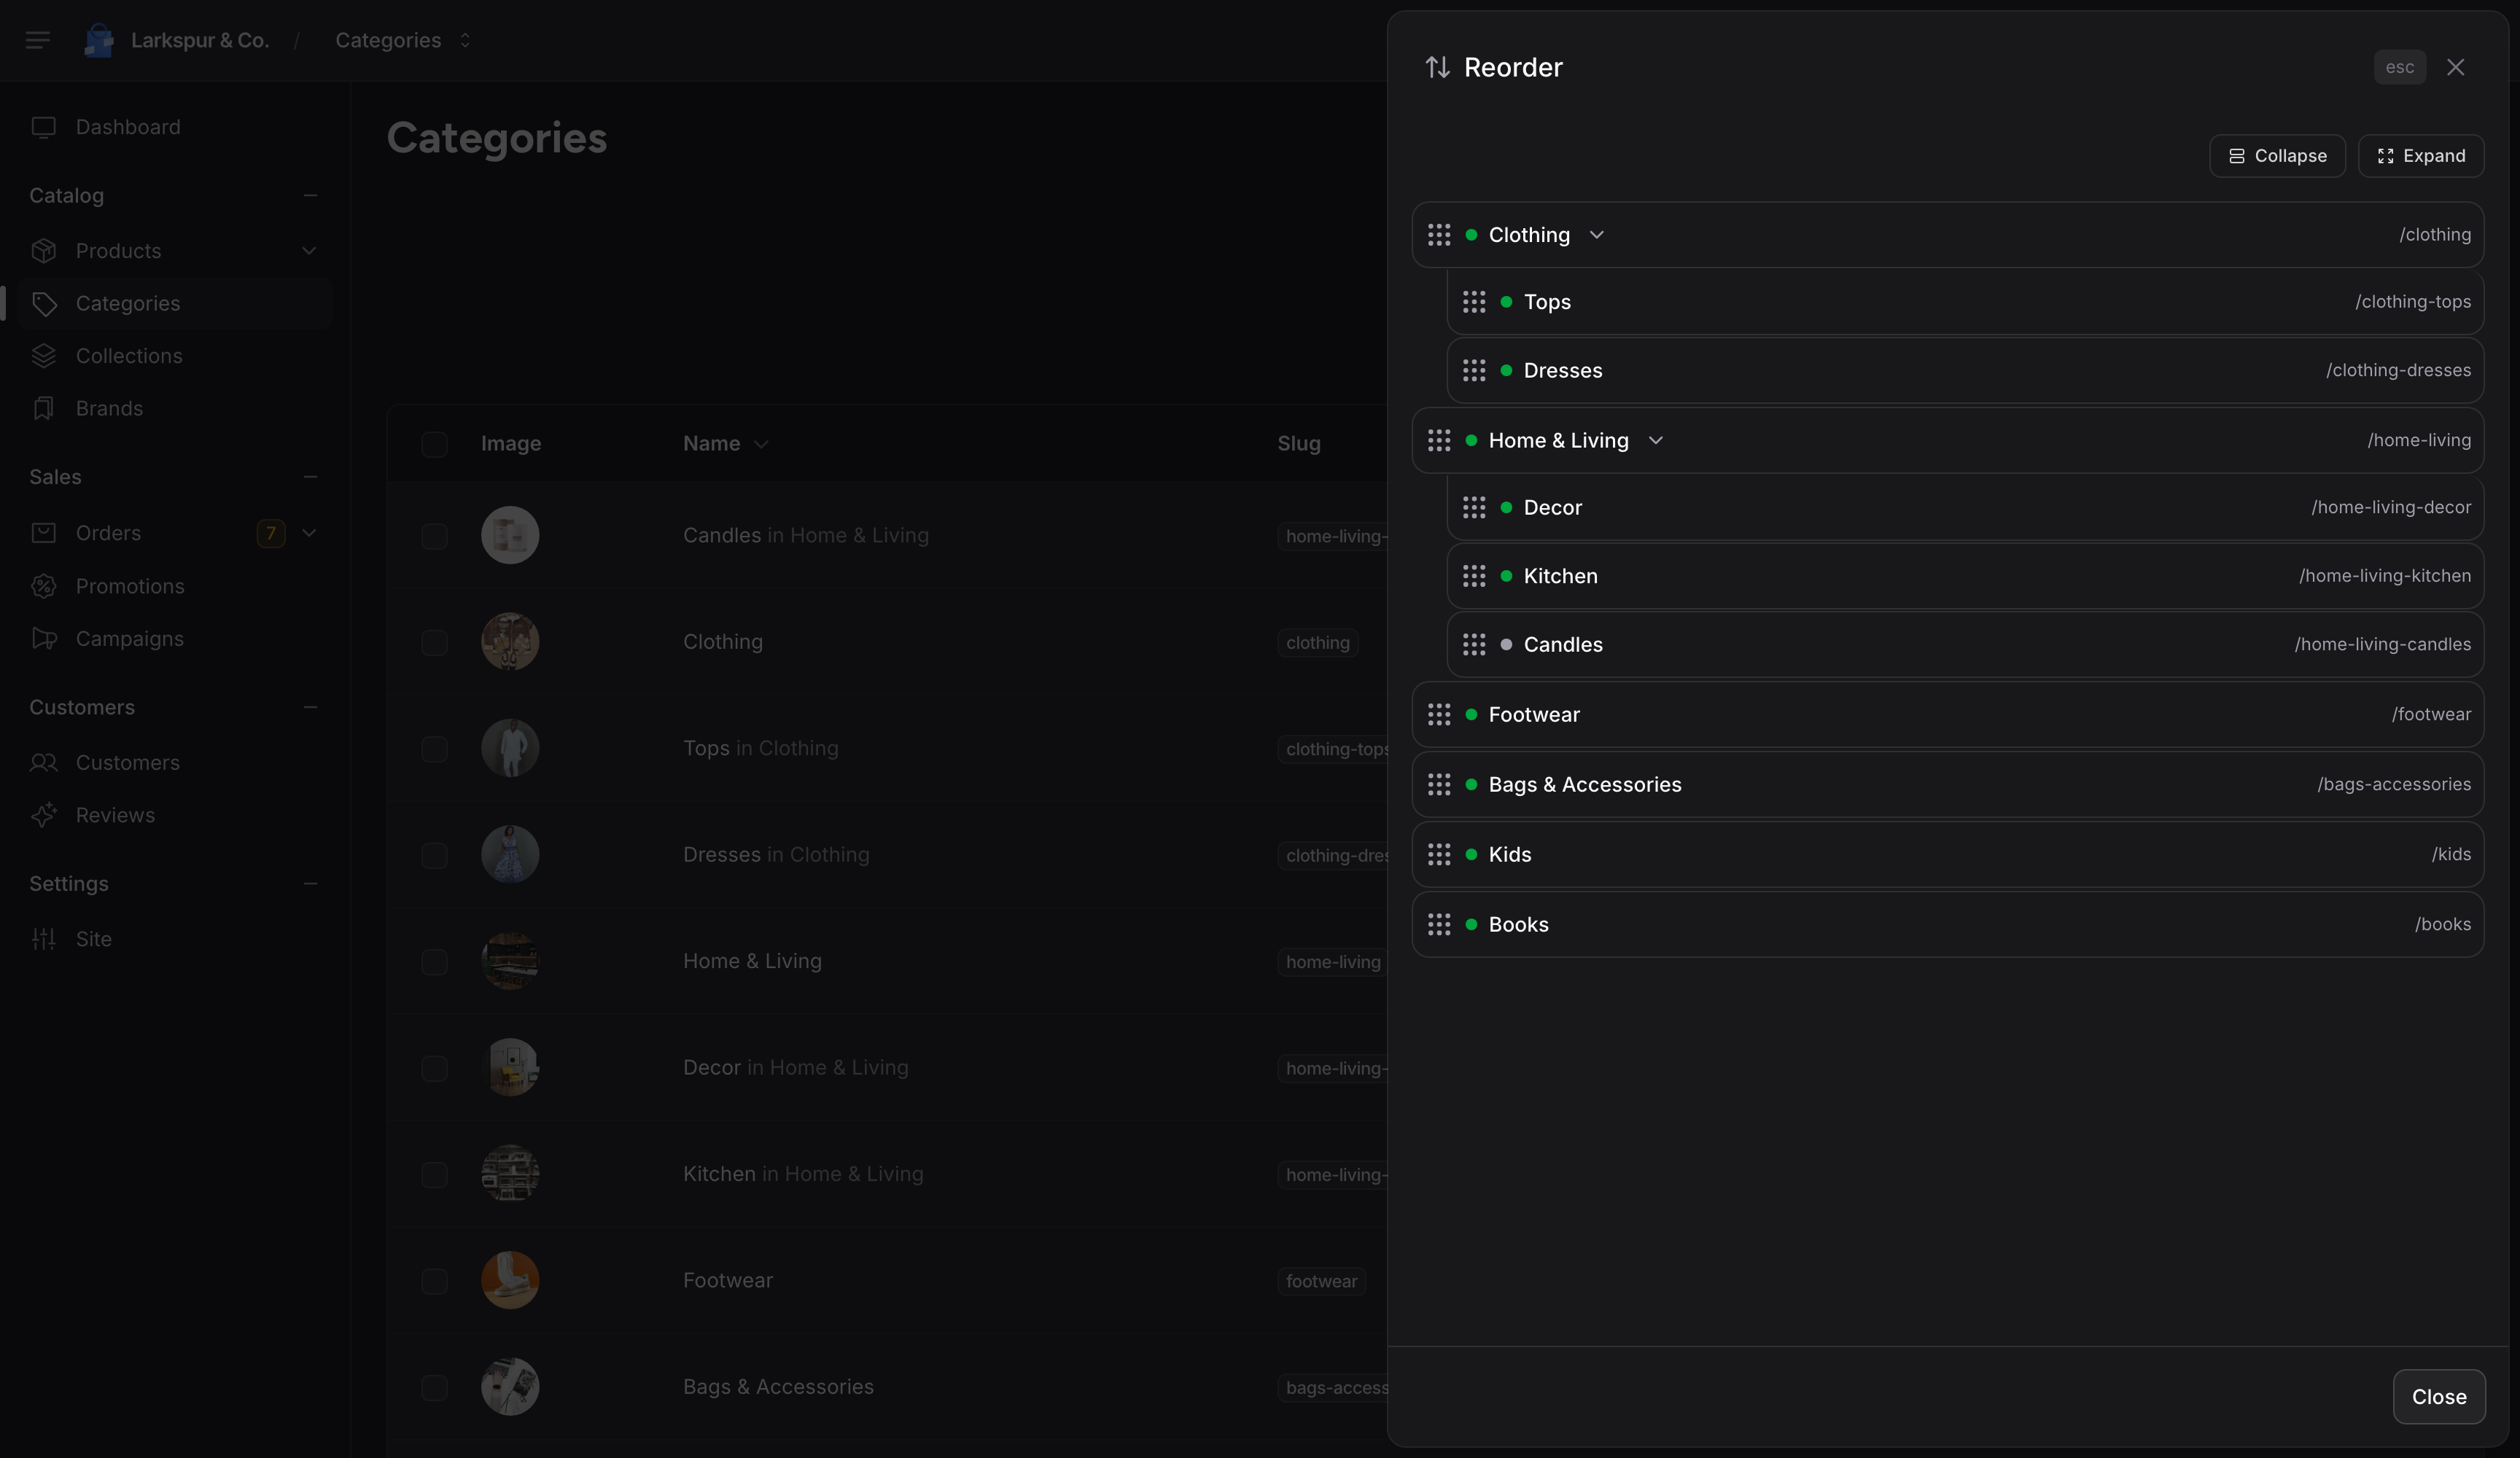 Larkspur & Co. / Categories
Dashboard
Catalog
Products
Categories
Collections
Brands
Sales
Orders 7
Promotions
Campaigns
Customers
Customers
Reviews
Settings
Site
Categories
Image Name Slug
Candles in Home & Living home-living-
Clothing clothing
Tops in Clothing clothing-tops
Dresses in Clothing clothing-dres
Home & Living home-living
Decor in Home & Living home-living-
Kitchen in Home & Living home-living-
Footwear footwear
Bags & Accessories bags-access
Reorder esc
Collapse Expand
Clothing /clothing
Tops /clothing-tops
Dresses /clothing-dresses
Home & Living /home-living
Decor /home-living-decor
Kitchen /home-living-kitchen
Candles /home-living-candles
Footwear /footwear
Bags & Accessories /bags-accessories
Kids /kids
Books /books
Close